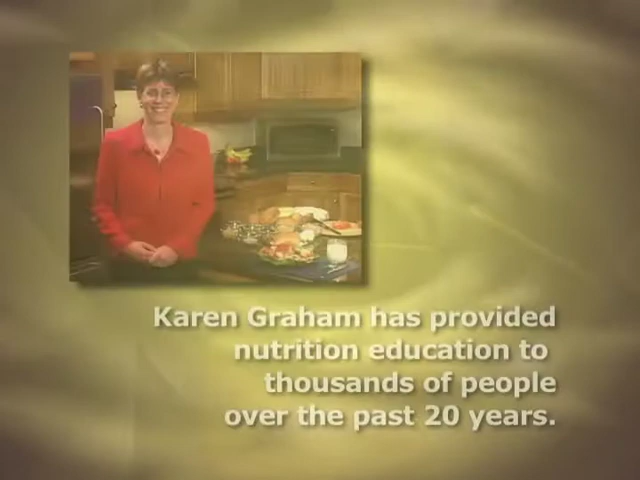 Karen Graham has provided
nutrition education to
thousands of people
over the past 20 years.